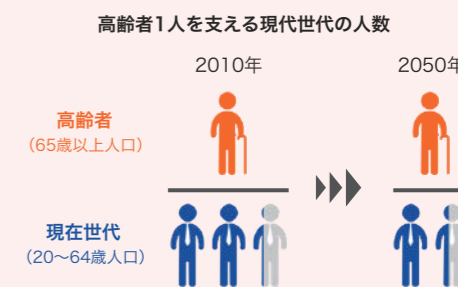 高齢者1人を支える現代世代の人数
2010年
2050年
高齢者
（65歳以上人口）
現在世代
（20〜64歳人口）